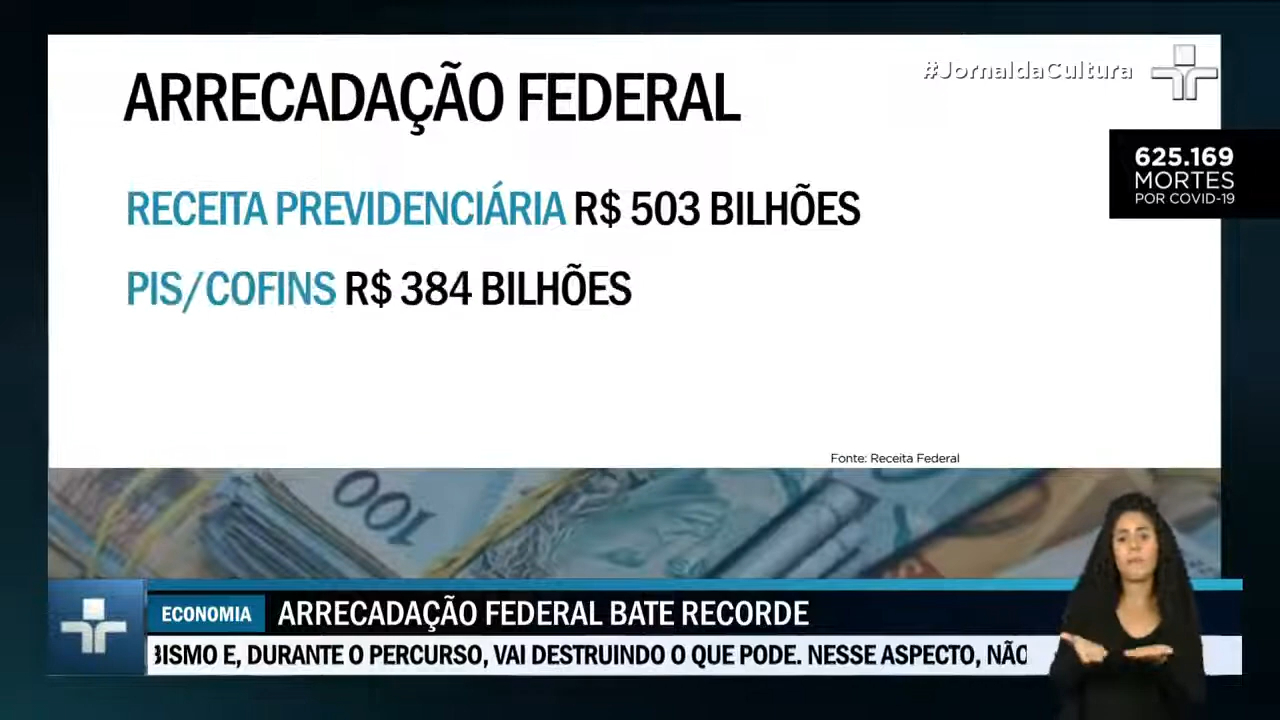 ARRECADAÇÃO FEDERAL
#JornaldaCultura
625.169
MORTES
POR COVID-19
RECEITA PREVIDENCIÁRIA R$ 503 BILHÕES
PIS/COFINS R$ 384 BILHÕES
Fonte: Receita Federal
100
ECONOMIA
ARRECADAÇÃO FEDERAL BATE RECORDE
BISMO E, DURANTE O PERCURSO, VAI DESTRUINDO O QUE PODE. NESSE ASPECTO, NÃO